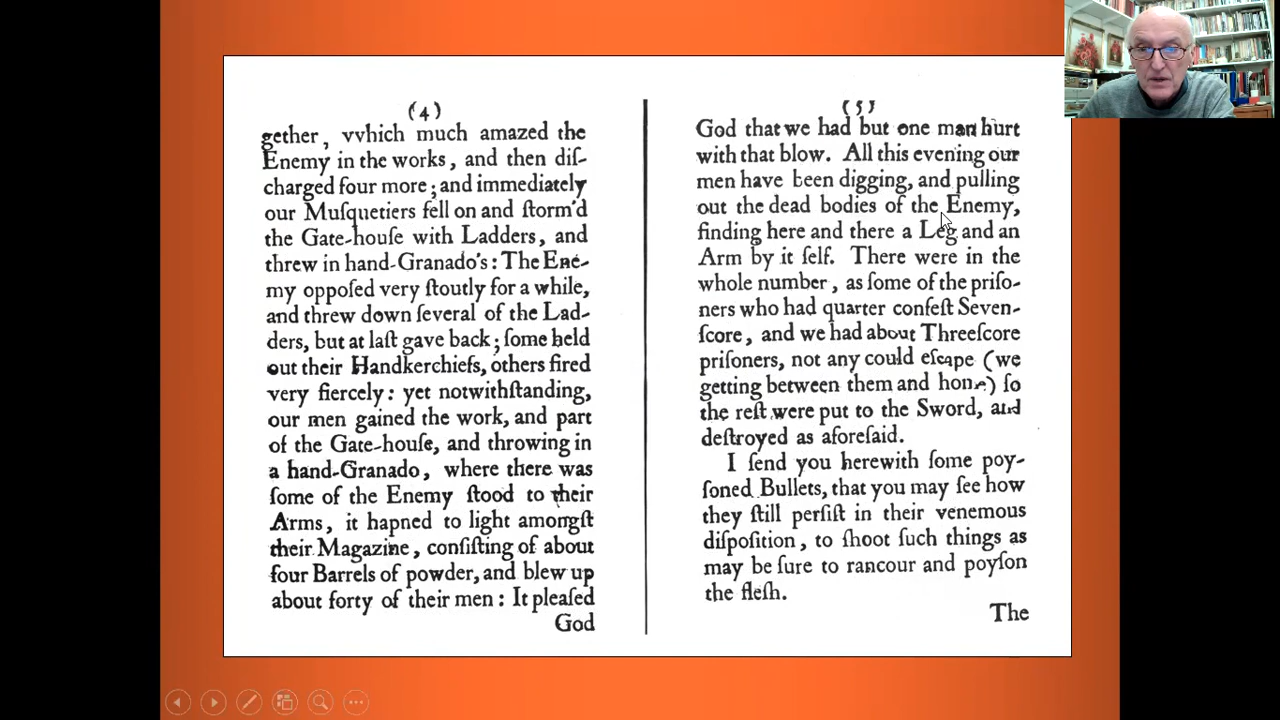 (4)
gether, vvhich much amazed the
Enemy in the works, and then diſ-
charged four more; and immediately
our Muſquetiers fell on and ſtorm'd
the Gate-houſe with Ladders, and
threw in hand-Granado's: The Ene-
my oppoſed very ſtoutly for a while,
and threw down ſeveral of the Lad-
ders, but at laſt gave back; ſome held
out their Handkerchiefs, others fired
very fiercely: yet notwithſtanding,
our men gained the work, and part
of the Gate-houſe, and throwing in
a hand-Granado, where there was
ſome of the Enemy ſtood to their
Arms, it hapned to light amongſt
their Magazine, conſiſting of about
four Barrels of powder, and blew up
about forty of their men: It pleaſed
God
(5)
God that we had but one man hurt
with that blow. All this evening our
men have been digging, and pulling
out the dead bodies of the Enemy,
finding here and there a Leg and an
Arm by it ſelf. There were in the
whole number, as ſome of the priſo-
ners who had quarter confeſt Seven-
ſcore, and we had about Threeſcore
priſoners, not any could eſcape (we
getting between them and home) ſo
the reſt were put to the Sword, and
deſtroyed as aforeſaid.
I ſend you herewith ſome poy-
ſoned Bullets, that you may ſee how
they ſtill perſiſt in their venemous
diſpoſition, to ſhoot ſuch things as
may be ſure to rancour and poyſon
the fleſh.
The